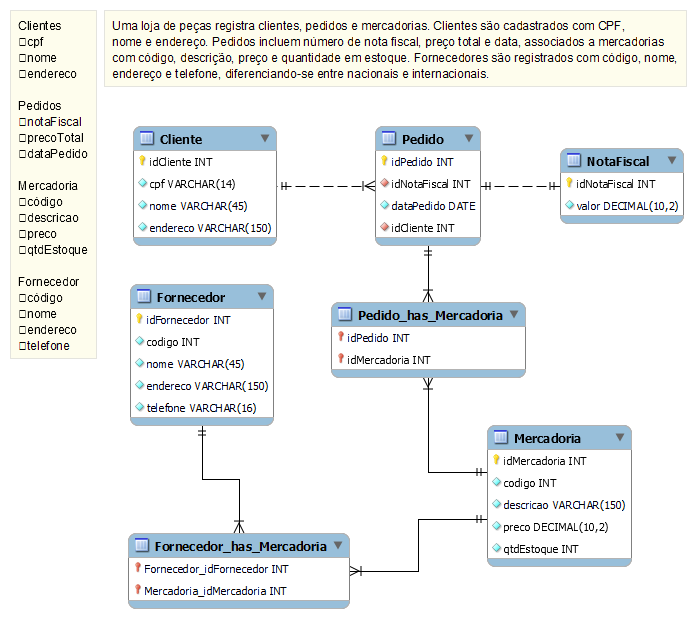 Clientes
□cpf
□nome
□endereco
Pedidos
□notaFiscal
□precoTotal
□dataPedido
Mercadoria
□código
□descricao
□preco
□qtdEstoque
Fornecedor
□código
□nome
□endereco
□telefone
Uma loja de peças registra clientes, pedidos e mercadorias. Clientes são cadastrados com CPF,
nome e endereço. Pedidos incluem número de nota fiscal, preço total e data, associados a mercadorias
com código, descrição, preço e quantidade em estoque. Fornecedores são registrados com código, nome,
endereço e telefone, diferenciando-se entre nacionais e internacionais.
Cliente
idCliente INT
cpf VARCHAR(14)
nome VARCHAR(45)
endereco VARCHAR(150)
Pedido
idPedido INT
idNotaFiscal INT
dataPedido DATE
idCliente INT
NotaFiscal
idNotaFiscal INT
valor DECIMAL(10,2)
Fornecedor
idFornecedor INT
codigo INT
nome VARCHAR(45)
endereco VARCHAR(150)
telefone VARCHAR(16)
Pedido_has_Mercadoria
idPedido INT
idMercadoria INT
Mercadoria
idMercadoria INT
codigo INT
descricao VARCHAR(150)
preco DECIMAL(10,2)
qtdEstoque INT
Fornecedor_has_Mercadoria
Fornecedor_idFornecedor INT
Mercadoria_idMercadoria INT